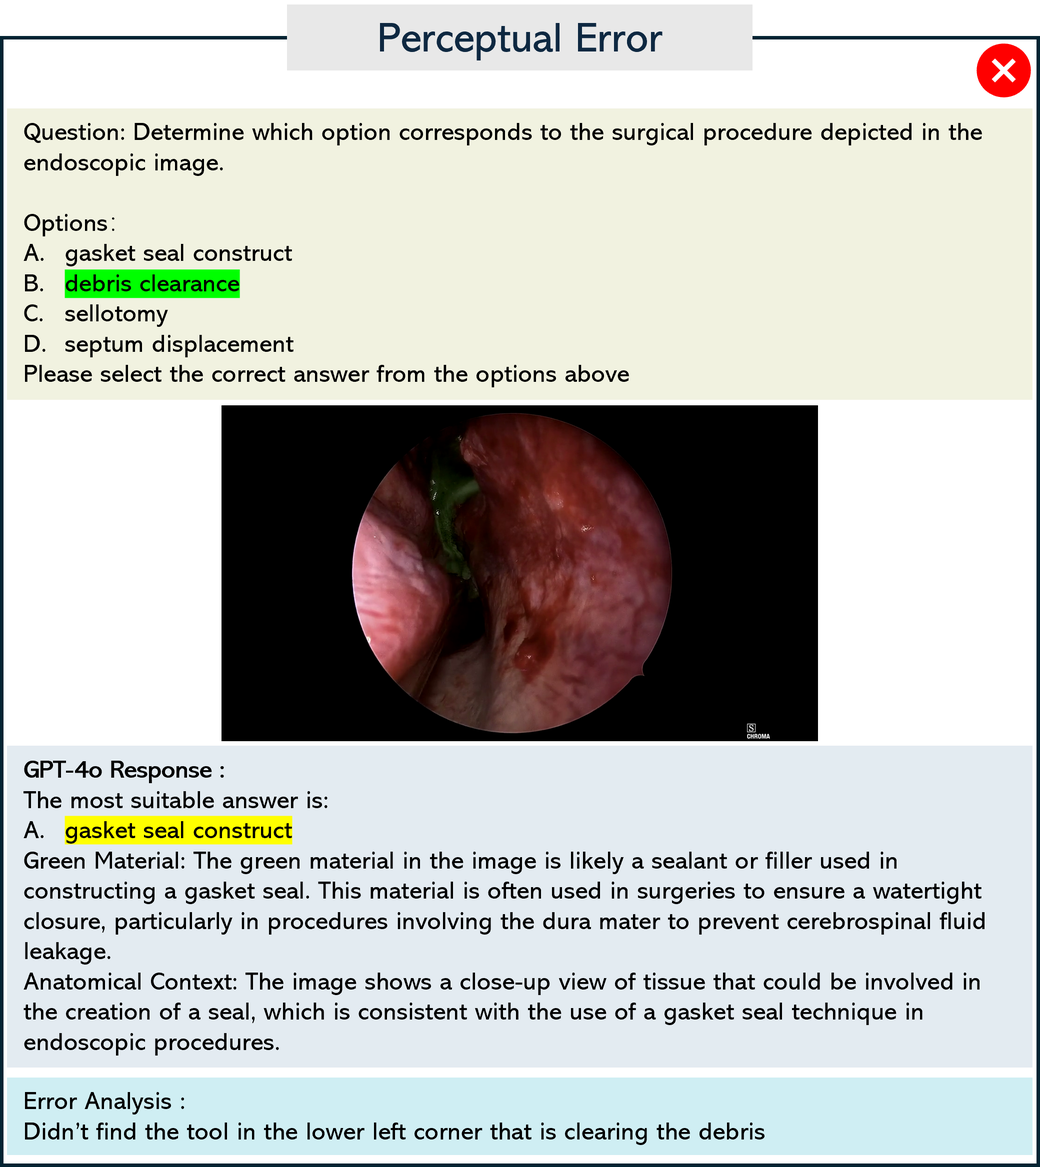 Perceptual Error
Question: Determine which option corresponds to the surgical procedure depicted in the
endoscopic image.
Options:
A. gasket seal construct
B. debris clearance
C. sellotomy
D. septum displacement
Please select the correct answer from the options above
S
CHROMA
GPT-4o Response :
The most suitable answer is:
A. gasket seal construct
Green Material: The green material in the image is likely a sealant or filler used in
constructing a gasket seal. This material is often used in surgeries to ensure a watertight
closure, particularly in procedures involving the dura mater to prevent cerebrospinal fluid
leakage.
Anatomical Context: The image shows a close-up view of tissue that could be involved in
the creation of a seal, which is consistent with the use of a gasket seal technique in
endoscopic procedures.
Error Analysis :
Didn’t find the tool in the lower left corner that is clearing the debris